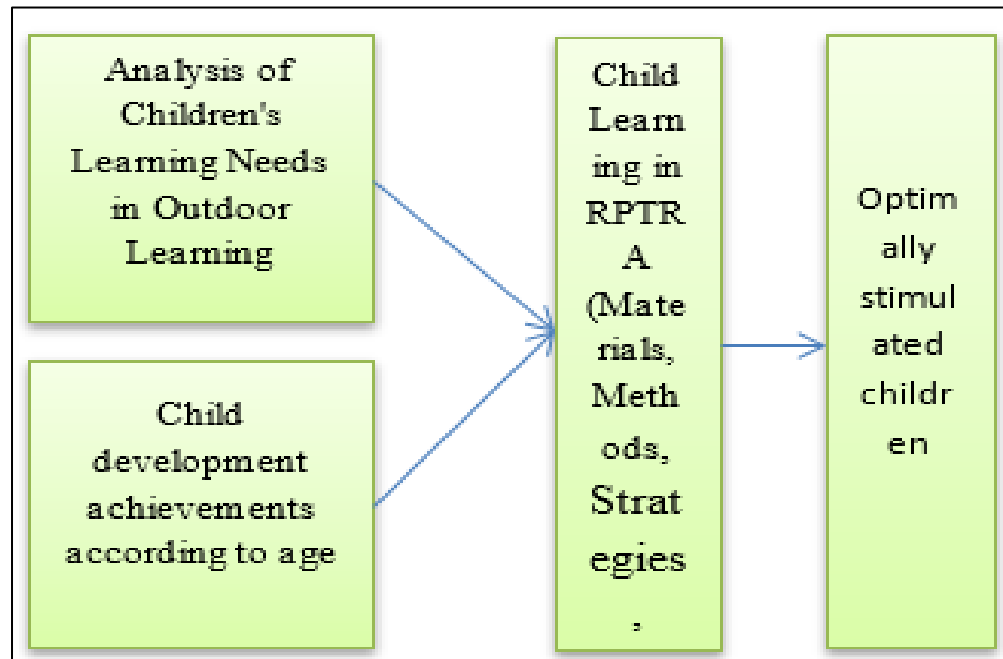 Analysis of
Children's
Learning Needs
in Outdoor
Learning
Child
development
achievements
according to age
Child
Learn
ing in
RPTR
A
(Mate
rials,
Meth
ods,
Strat
egies
,
Optim
ally
stimul
ated
childr
en